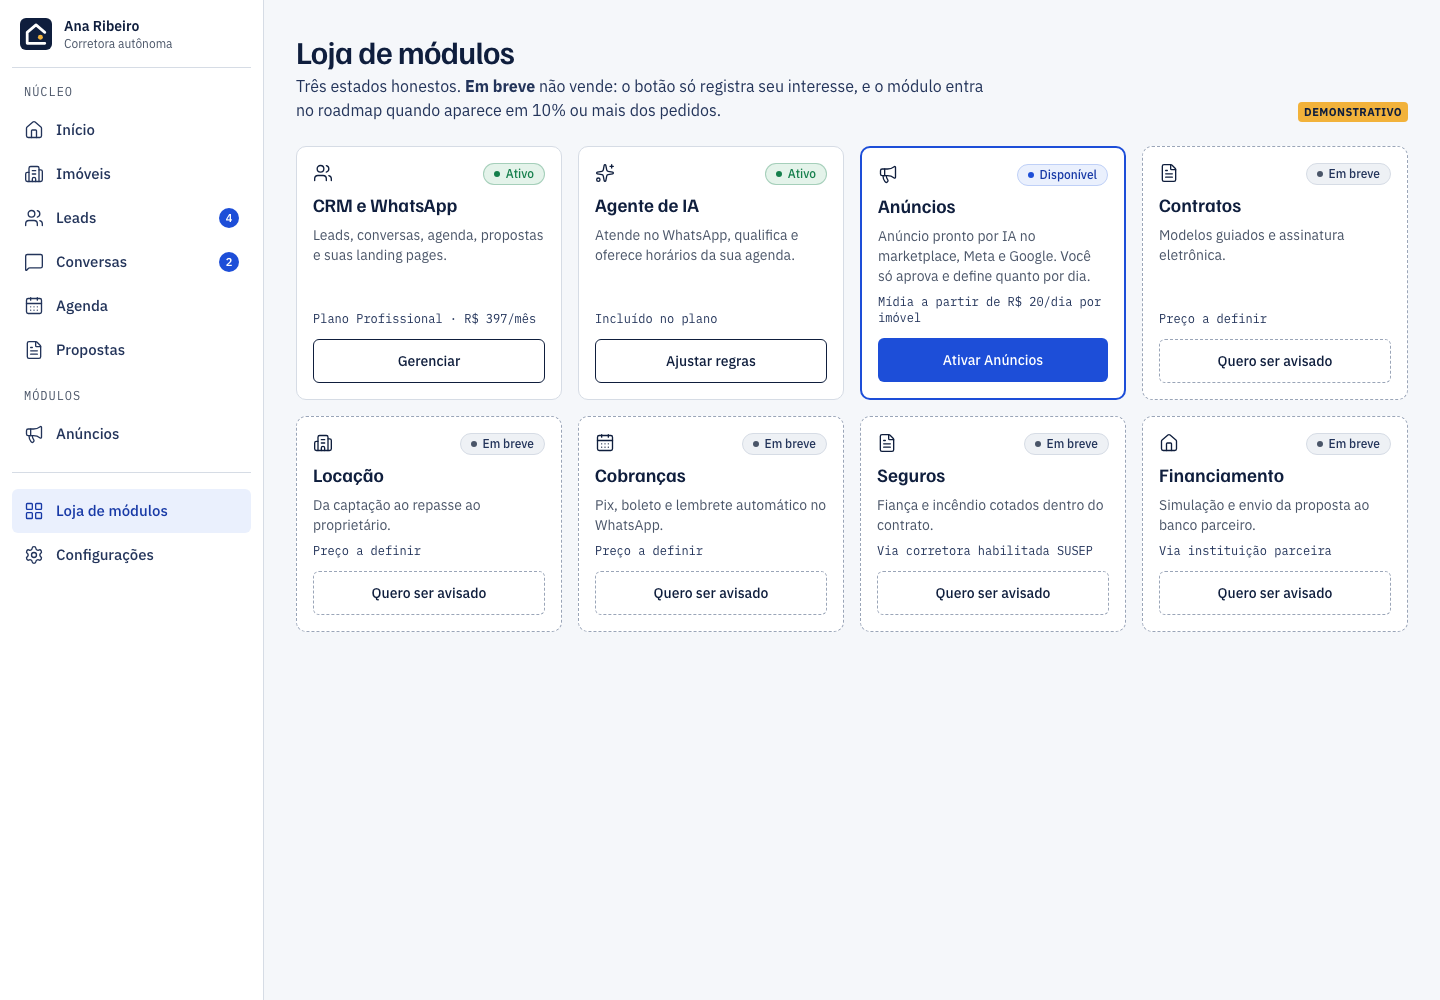 Ana Ribeiro
Corretora autônoma
NÚCLEO
Início
Imóveis
Leads 4
Conversas 2
Agenda
Propostas
MÓDULOS
Anúncios
Loja de módulos
Configurações
Loja de módulos
Três estados honestos. Em breve não vende: o botão só registra seu interesse, e o módulo entra
no roadmap quando aparece em 10% ou mais dos pedidos.
DEMONSTRATIVO
Ativo
CRM e WhatsApp
Leads, conversas, agenda, propostas
e suas landing pages.
Plano Profissional · R$ 397/mês
Gerenciar
Ativo
Agente de IA
Atende no WhatsApp, qualifica e
oferece horários da sua agenda.
Incluído no plano
Ajustar regras
Disponível
Anúncios
Anúncio pronto por IA no
marketplace, Meta e Google. Você
só aprova e define quanto por dia.
Mídia a partir de R$ 20/dia por
imóvel
Ativar Anúncios
Em breve
Contratos
Modelos guiados e assinatura
eletrônica.
Preço a definir
Quero ser avisado
Em breve
Locação
Da captação ao repasse ao
proprietário.
Preço a definir
Quero ser avisado
Em breve
Cobranças
Pix, boleto e lembrete automático no
WhatsApp.
Preço a definir
Quero ser avisado
Em breve
Seguros
Fiança e incêndio cotados dentro do
contrato.
Via corretora habilitada SUSEP
Quero ser avisado
Em breve
Financiamento
Simulação e envio da proposta ao
banco parceiro.
Via instituição parceira
Quero ser avisado